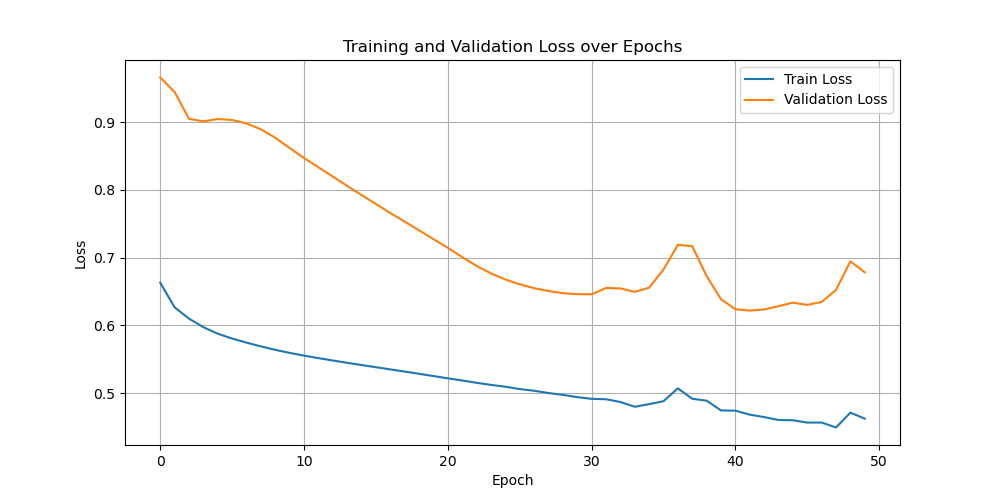 Training and Validation Loss over Epochs
Train Loss
Validation Loss
0.9
0.8
0.7
0.6
0.5
Loss
0 10 20 30 40 50
Epoch